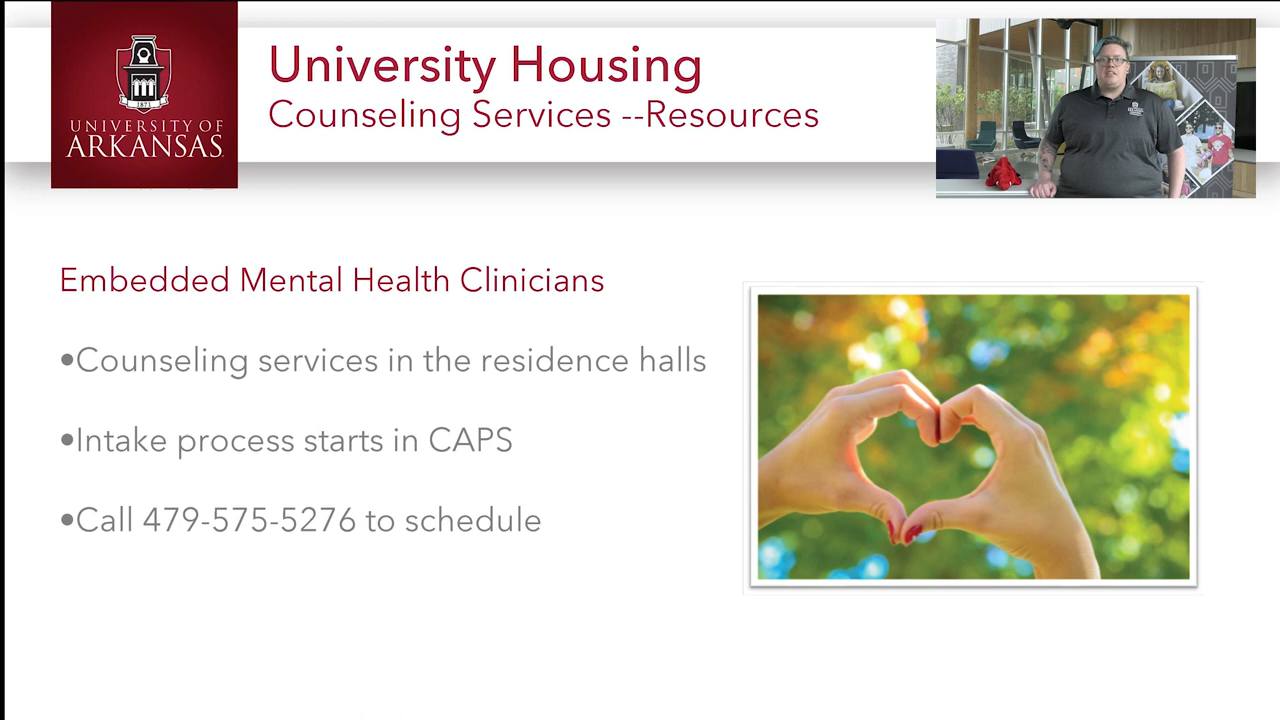 1871
UNIVERSITY OF
ARKANSAS
University Housing
Counseling Services --Resources
Embedded Mental Health Clinicians
•Counseling services in the residence halls
•Intake process starts in CAPS
•Call 479-575-5276 to schedule